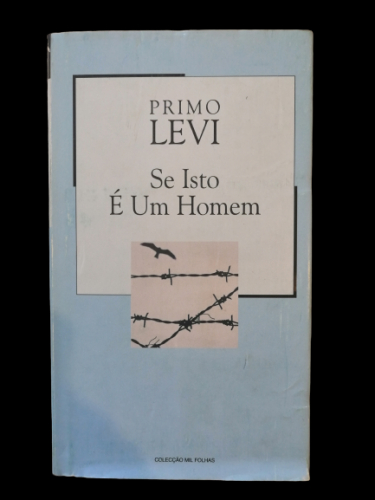 PRIMO
LEVI
Se Isto
É Um Homem
COLECÇÃO MIL FOLHAS